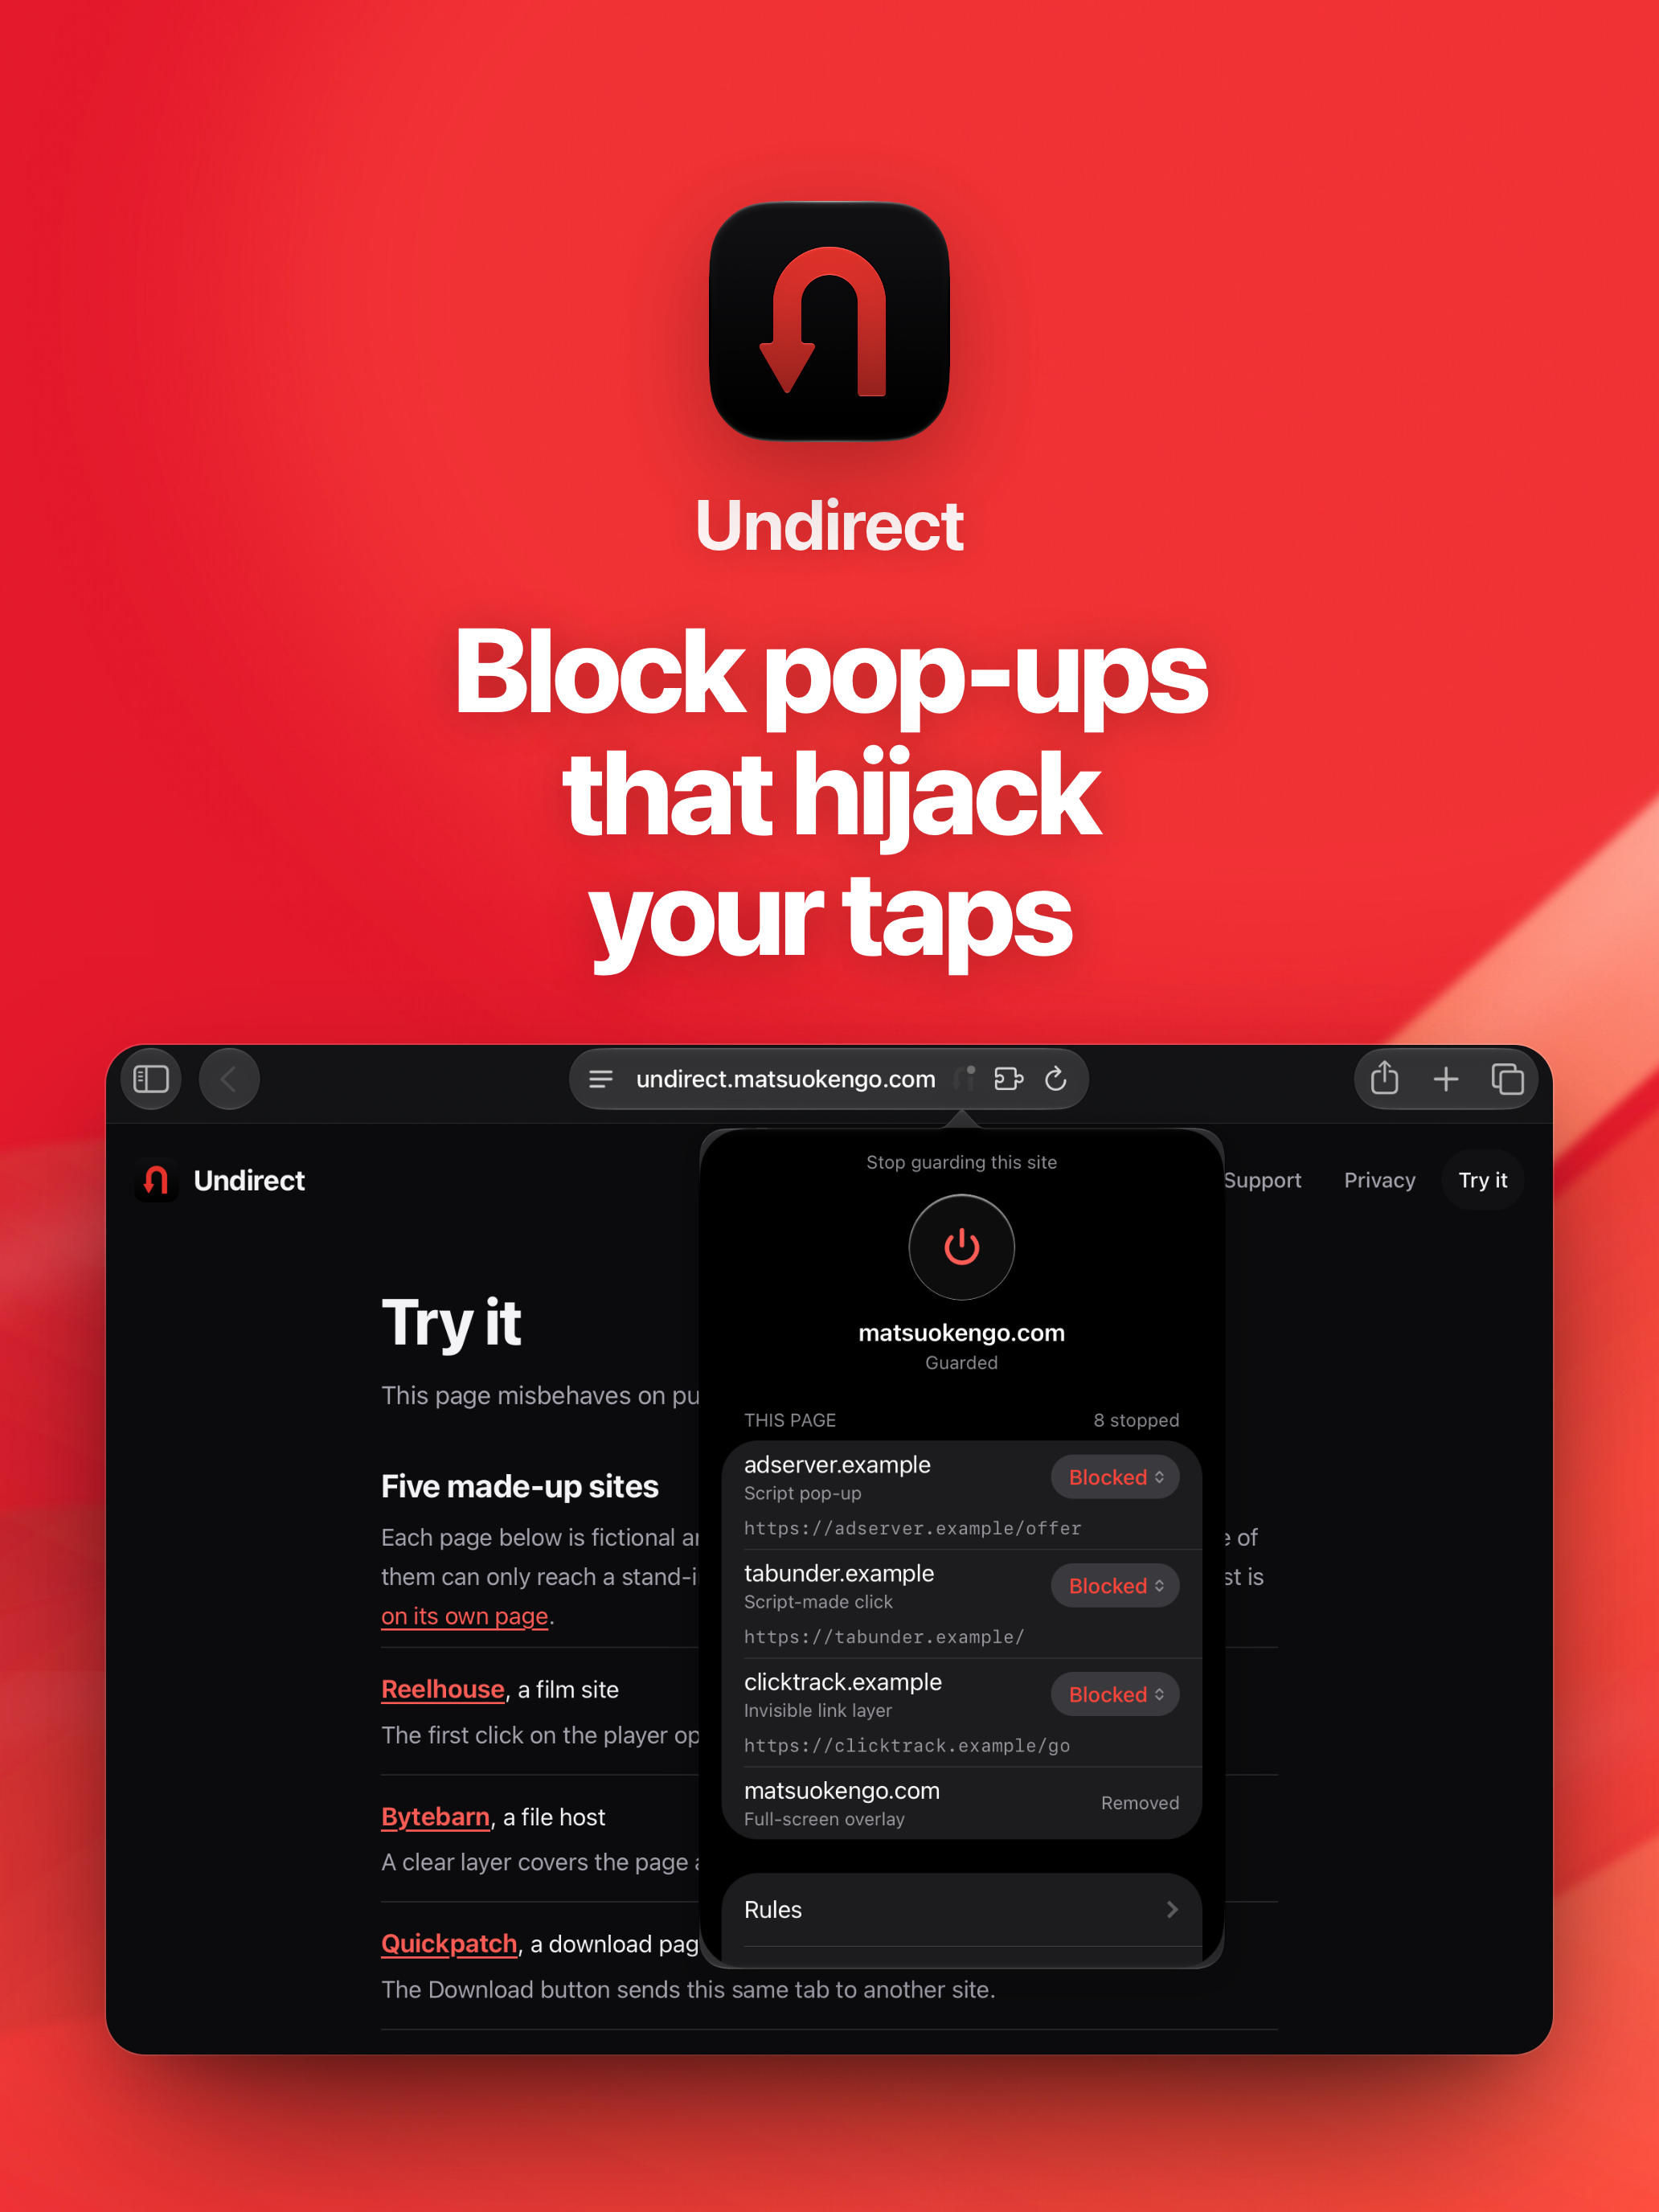 Undirect
Block pop-ups
that hijack
your taps
undirect.matsuokengo.com
Undirect
Support
Privacy
Try it
Stop guarding this site
matsuokengo.com
Guarded
THIS PAGE
8 stopped
adserver.example
Script pop-up
Blocked
https://adserver.example/offer
tabunder.example
Script-made click
Blocked
https://tabunder.example/
clicktrack.example
Invisible link layer
Blocked
https://clicktrack.example/go
matsuokengo.com
Full-screen overlay
Removed
Rules
Try it
This page misbehaves on
Five made-up sites
Each page below is fictional
of
them can only reach a
is
on its own page.
Reelhouse, a film site
The first click on the player
Bytebarn, a file host
A clear layer covers the page
Quickpatch, a download
The Download button sends this same tab to another site.